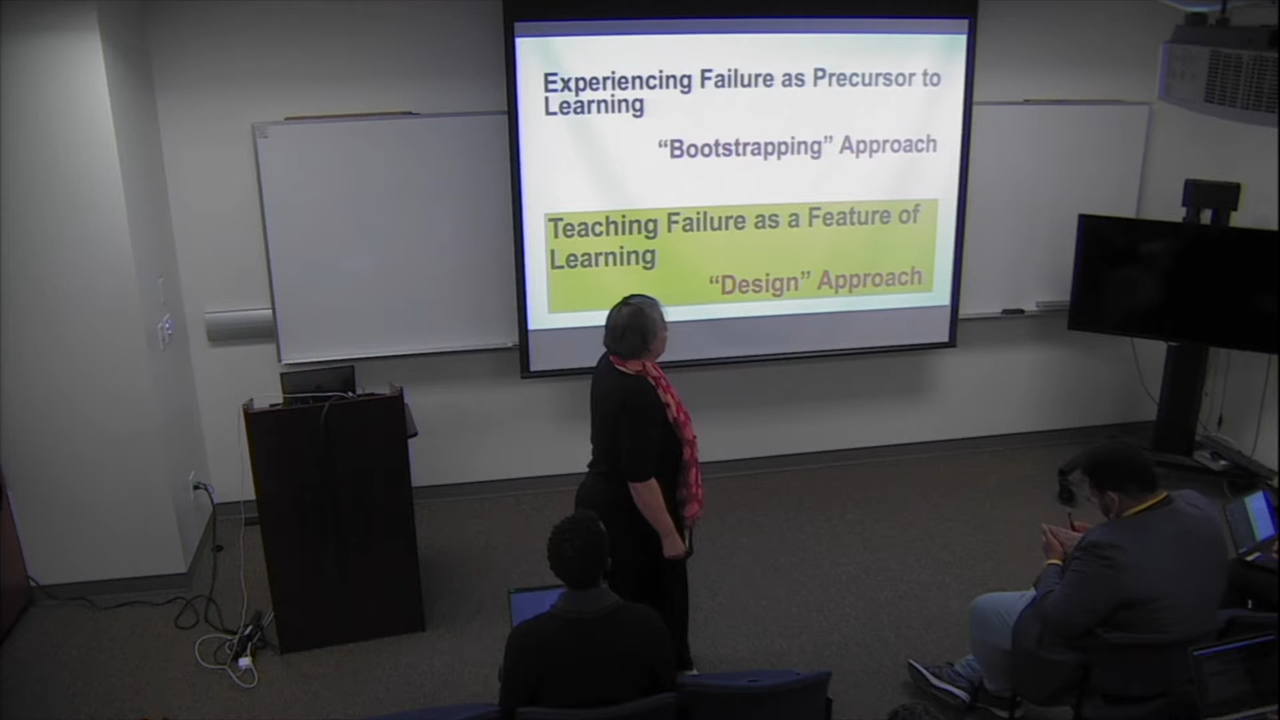 Experiencing Failure as Precursor to
Learning
“Bootstrapping” Approach
Teaching Failure as a Feature of
Learning
“Design” Approach